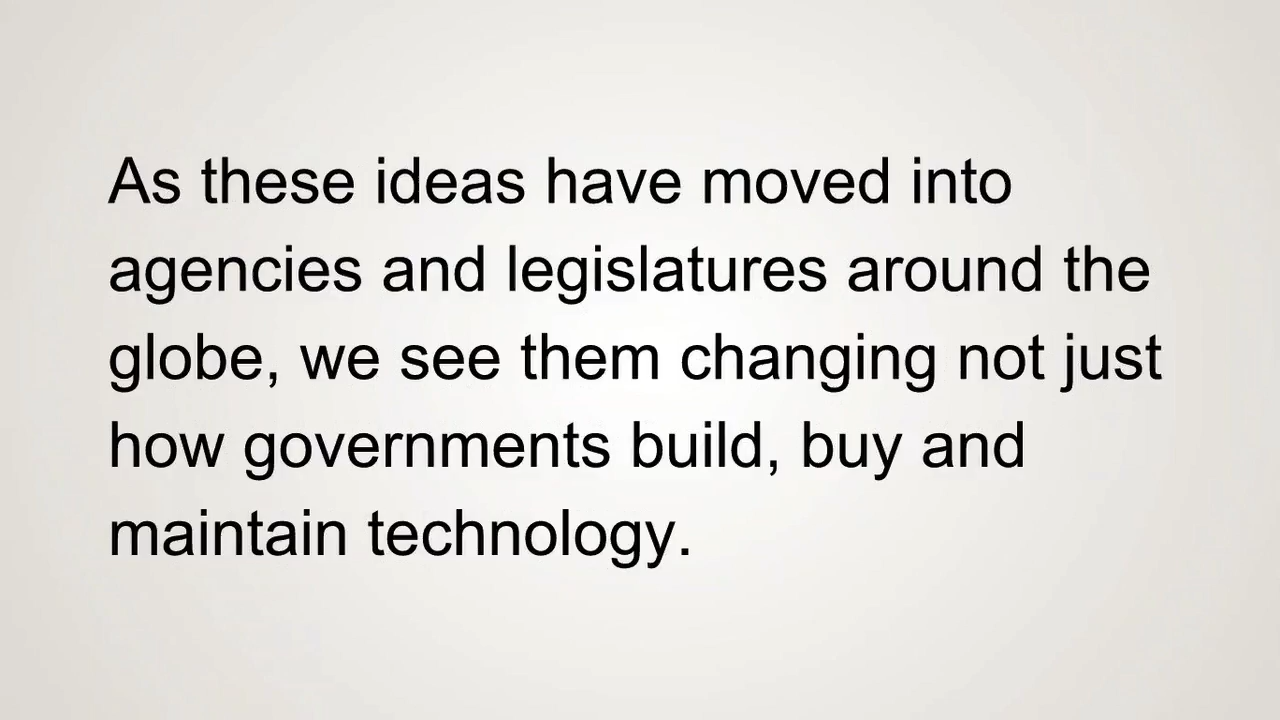 As these ideas have moved into
agencies and legislatures around the
globe, we see them changing not just
how governments build, buy and
maintain technology.